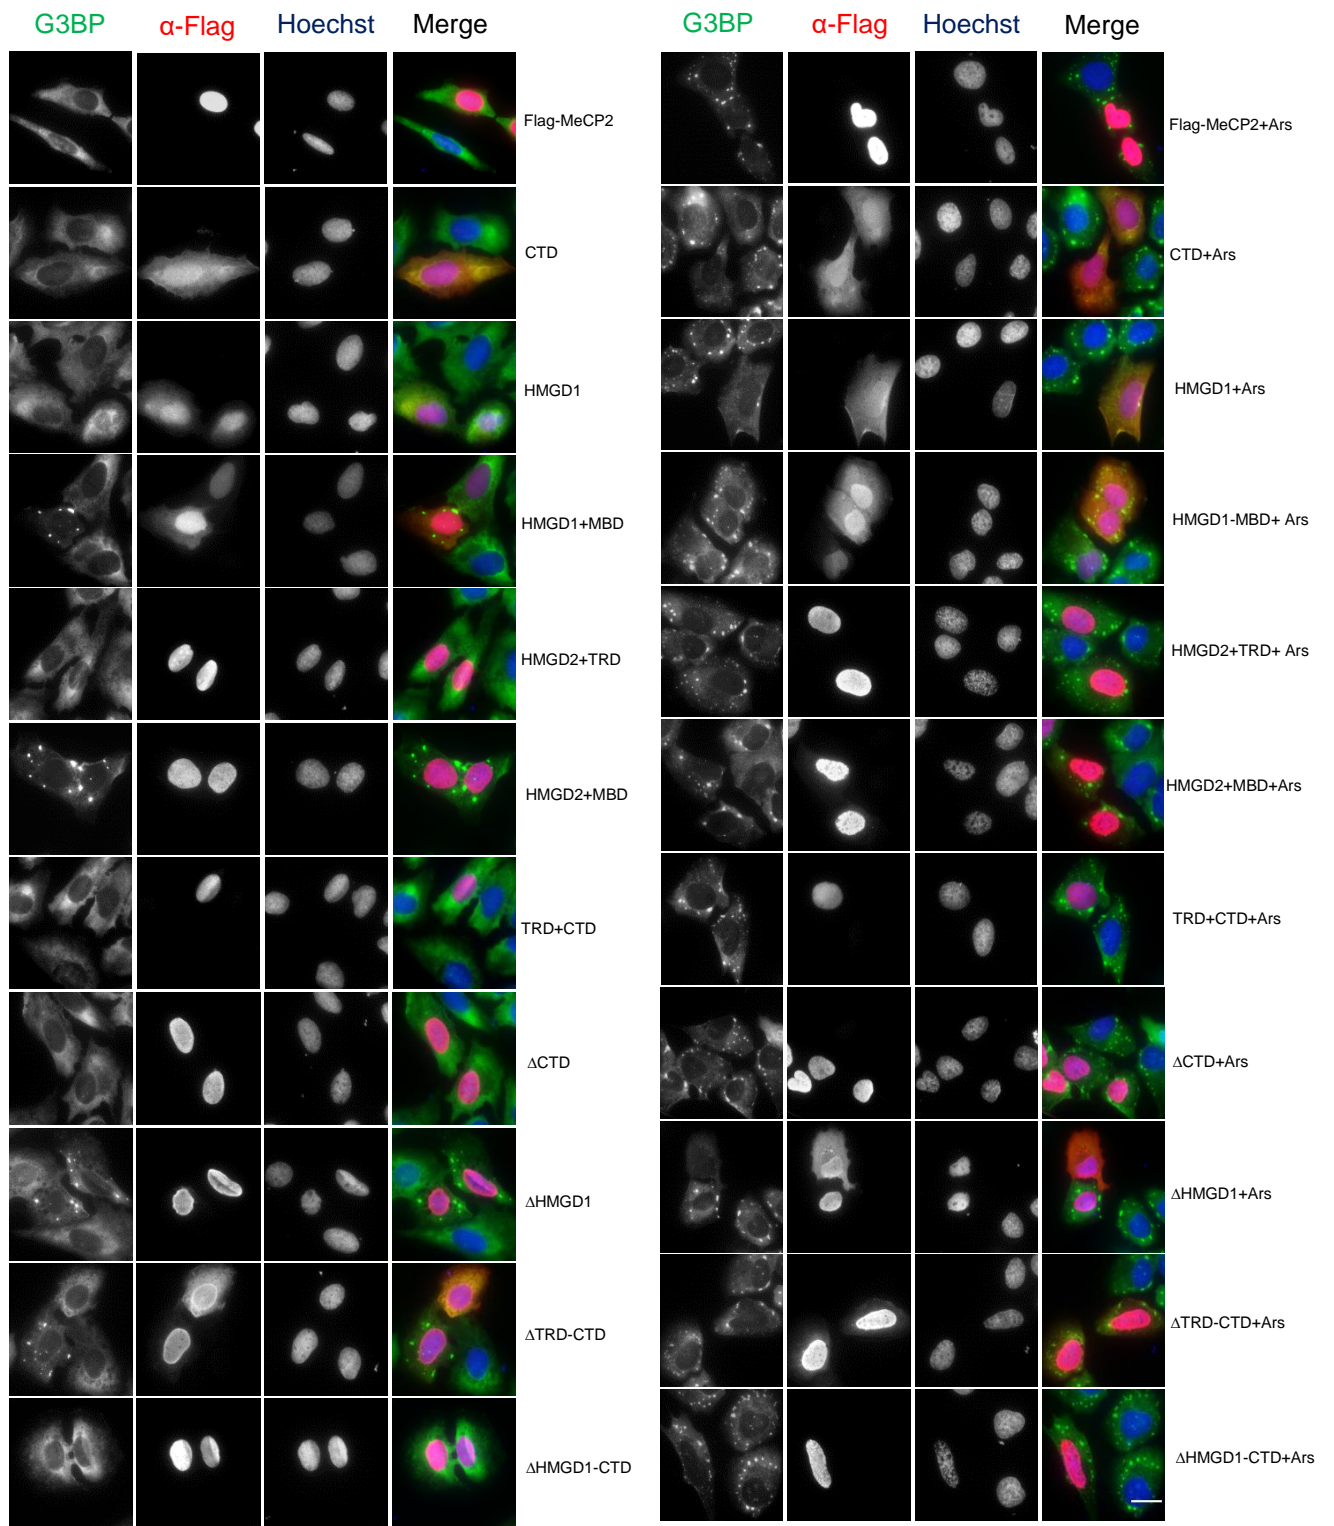 G3BP α-Flag Hoechst Merge
Flag-MeCP2
CTD
HMGD1
HMGD1+MBD
HMGD2+TRD
HMGD2+MBD
TRD+CTD
ΔCTD
ΔHMGD1
ΔTRD-CTD
ΔHMGD1-CTD
G3BP α-Flag Hoechst Merge
Flag-MeCP2+Ars
CTD+Ars
HMGD1+Ars
HMGD1-MBD+ Ars
HMGD2+TRD+ Ars
HMGD2+MBD+Ars
TRD+CTD+Ars
ΔCTD+Ars
ΔHMGD1+Ars
ΔTRD-CTD+Ars
ΔHMGD1-CTD+Ars